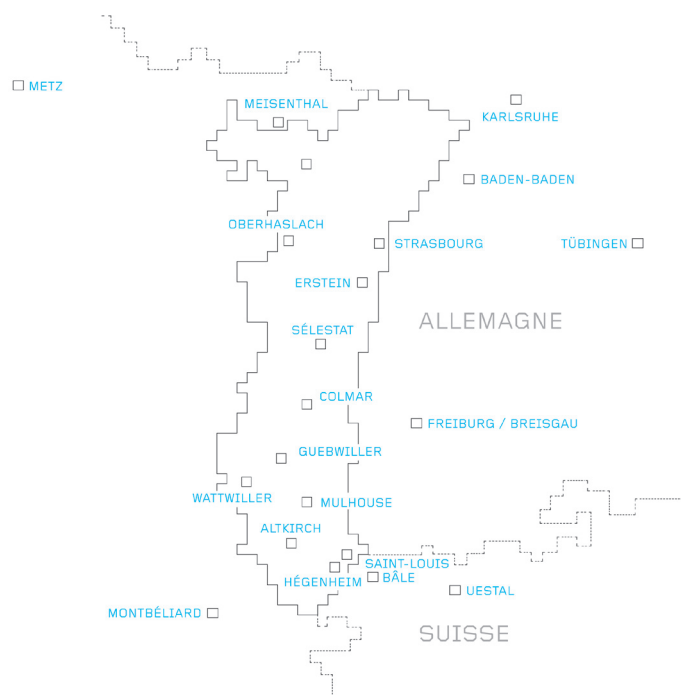 METZ
MEISENTHAL
KARLSRUHE
BADEN-BADEN
OBERHASLACH
STRASBOURG
TÜBINGEN
ERSTEIN
ALLEMAGNE
SÉLESTAT
COLMAR
FREIBURG / BREISGAU
GUEBWILLER
WATTWILLER
MULHOUSE
ALTKIRCH
SAINT-LOUIS
HÉGENHEIM
BÂLE
UESTAL
MONTBÉLIARD
SUISSE